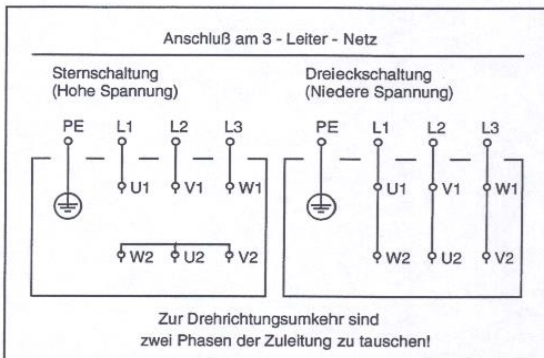 Anschluß am 3 - Leiter - Netz
Sternschaltung
(Hohe Spannung)
PE L1 L2 L3
U1 V1 W1
W2 U2 V2
Dreieckschaltung
(Niedere Spannung)
PE L1 L2 L3
U1 V1 W1
W2 U2 V2
Zur Drehrichtungsumkehr sind
zwei Phasen der Zuleitung zu tauschen!